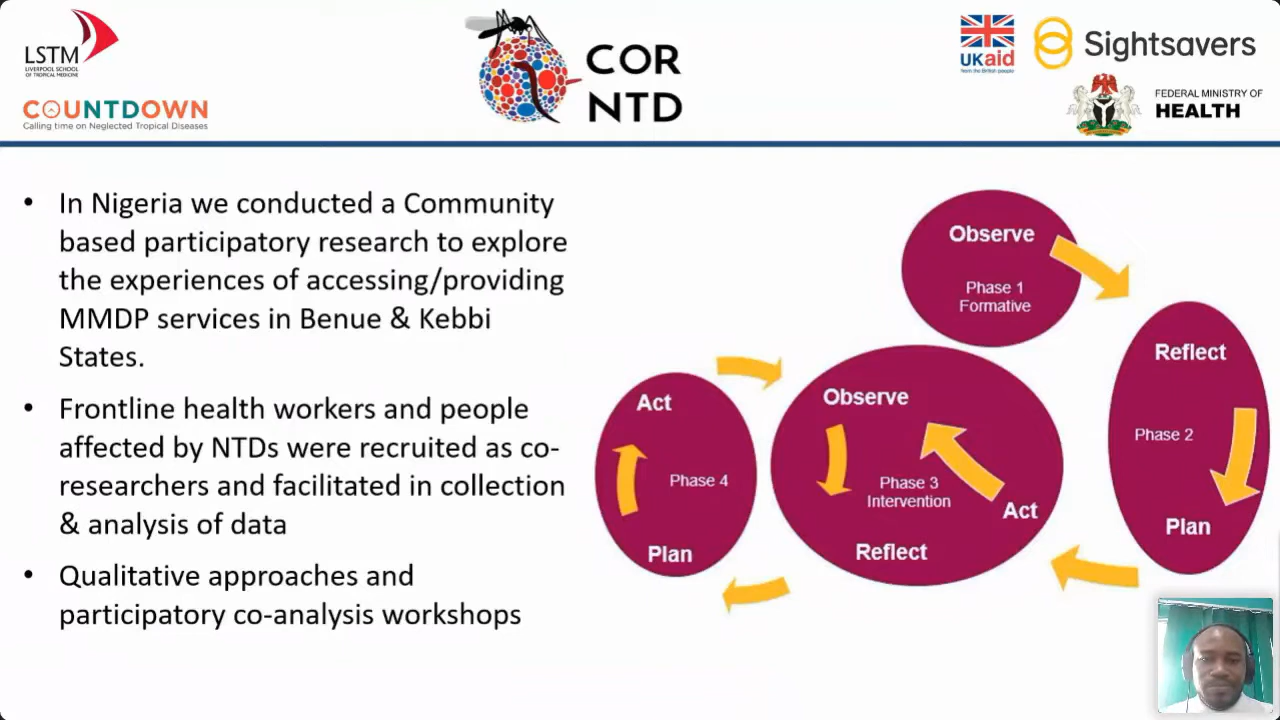 LSTM
LIVERPOOL SCHOOL
OF TROPICAL MEDICINE
COUNTDOWN
Calling time on Neglected Tropical Diseases
COR
NTD
UKaid
from the British people
Sightsavers
FEDERAL MINISTRY OF
HEALTH
• In Nigeria we conducted a Community
based participatory research to explore
the experiences of accessing/providing
MMDP services in Benue & Kebbi
States.
• Frontline health workers and people
affected by NTDs were recruited as co-
researchers and facilitated in collection
& analysis of data
• Qualitative approaches and
participatory co-analysis workshops
Observe
Phase 1
Formative
Reflect
Phase 2
Plan
Observe
Phase 3
Intervention
Act
Reflect
Act
Phase 4
Plan